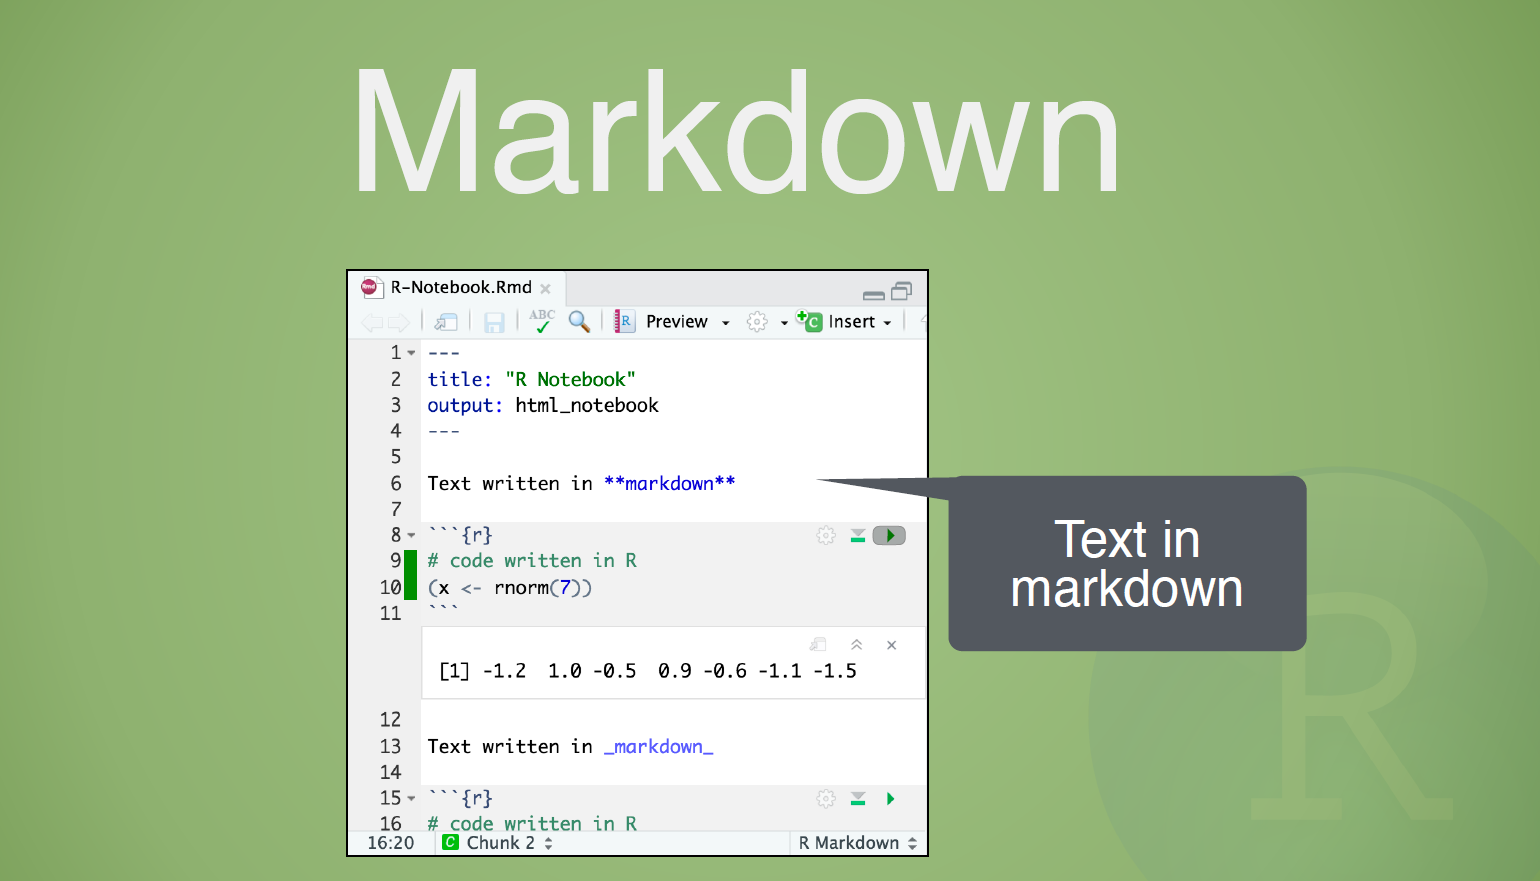 Markdown
R-Notebook.Rmd
ABC Preview Insert
1 ---
2 title: "R Notebook"
3 output: html_notebook
4 ---
5
6 Text written in **markdown**
7
8 ```{r}
9 # code written in R
10 (x <- rnorm(7))
11 ```
[1] -1.2  1.0 -0.5  0.9 -0.6 -1.1 -1.5
12
13 Text written in _markdown_
14
15 ```{r}
16 # code written in R
16:20 C Chunk 2 R Markdown
Text in
markdown
R